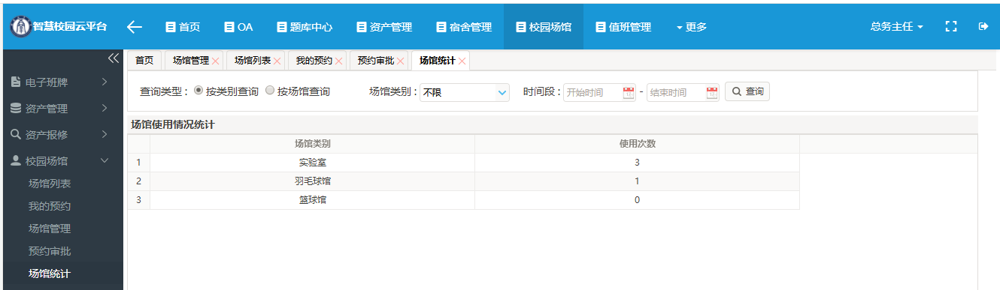 智慧校园云平台 首页 OA 题库中心 资产管理 宿舍管理 校园场馆 值班管理 更多 总务主任
首页 场馆管理 场馆列表 我的预约 预约审批 场馆统计
电子班牌
资产管理
资产报修
校园场馆
场馆列表
我的预约
场馆管理
预约审批
场馆统计
查询类型: 按类别查询 按场馆查询 场馆类别: 不限 时间段: 开始时间 - 结束时间 查询
场馆使用情况统计
场馆类别 使用次数
1 实验室 3
2 羽毛球馆 1
3 篮球馆 0